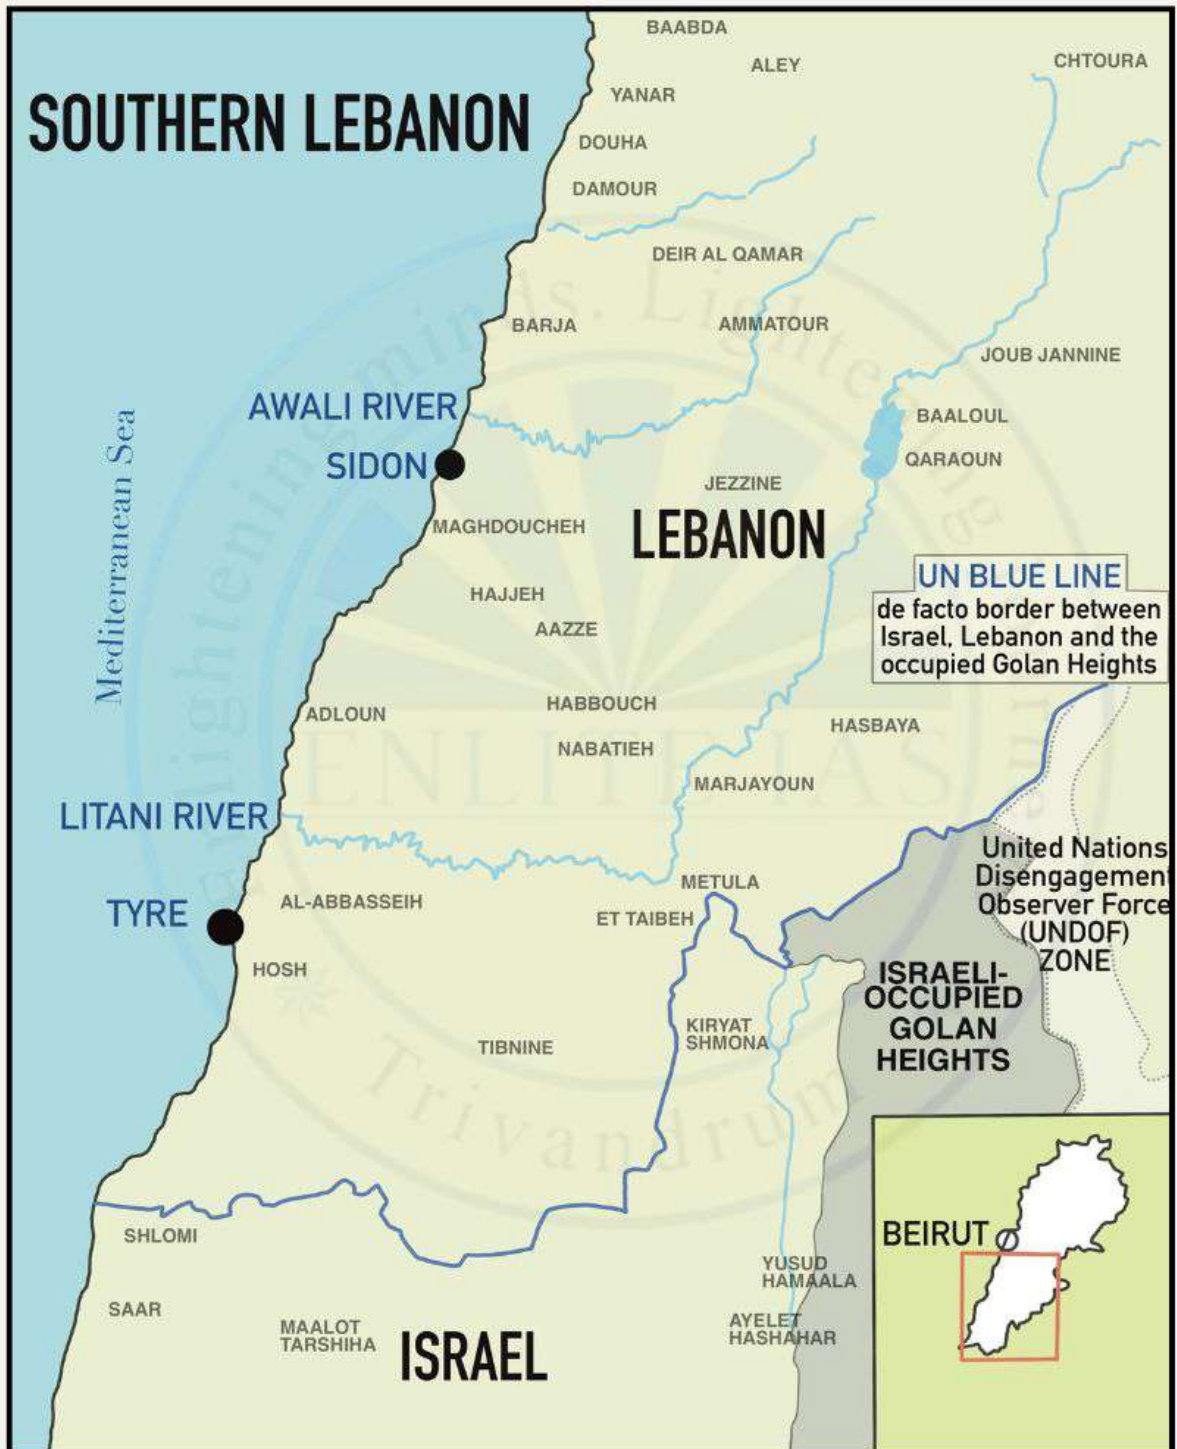 BAABDA
ALEY
CHTOURA
YANAR
SOUTHERN LEBANON
DOUHA
DAMOUR
DEIR AL QAMAR
BARJA
AMMATOUR
JOUB JANNINE
AWALI RIVER
BAALOUL
SIDON
QARAOUN
JEZZINE
MAGHDOUCHEH
LEBANON
Mediterranean Sea
UN BLUE LINE
de facto border between
Israel, Lebanon and the
occupied Golan Heights
HAJJEH
AAZZE
HABBOUCH
ADLOUN
HASBAYA
NABATIEH
ENLITE IAS
MARJAYOUN
LITANI RIVER
United Nations
Disengagement
Observer Force
(UNDOF)
ZONE
METULA
AL-ABBASSEIH
TYRE
ET TAIBEH
HOSH
ISRAELI-
OCCUPIED
GOLAN
HEIGHTS
KIRYAT
SHMONA
TIBNINE
Trivandrum
SHLOMI
BEIRUT
YUSUD
HAMAALA
SAAR
MAALOT
TARSHIHA
AYELET
HASHAHAR
ISRAEL